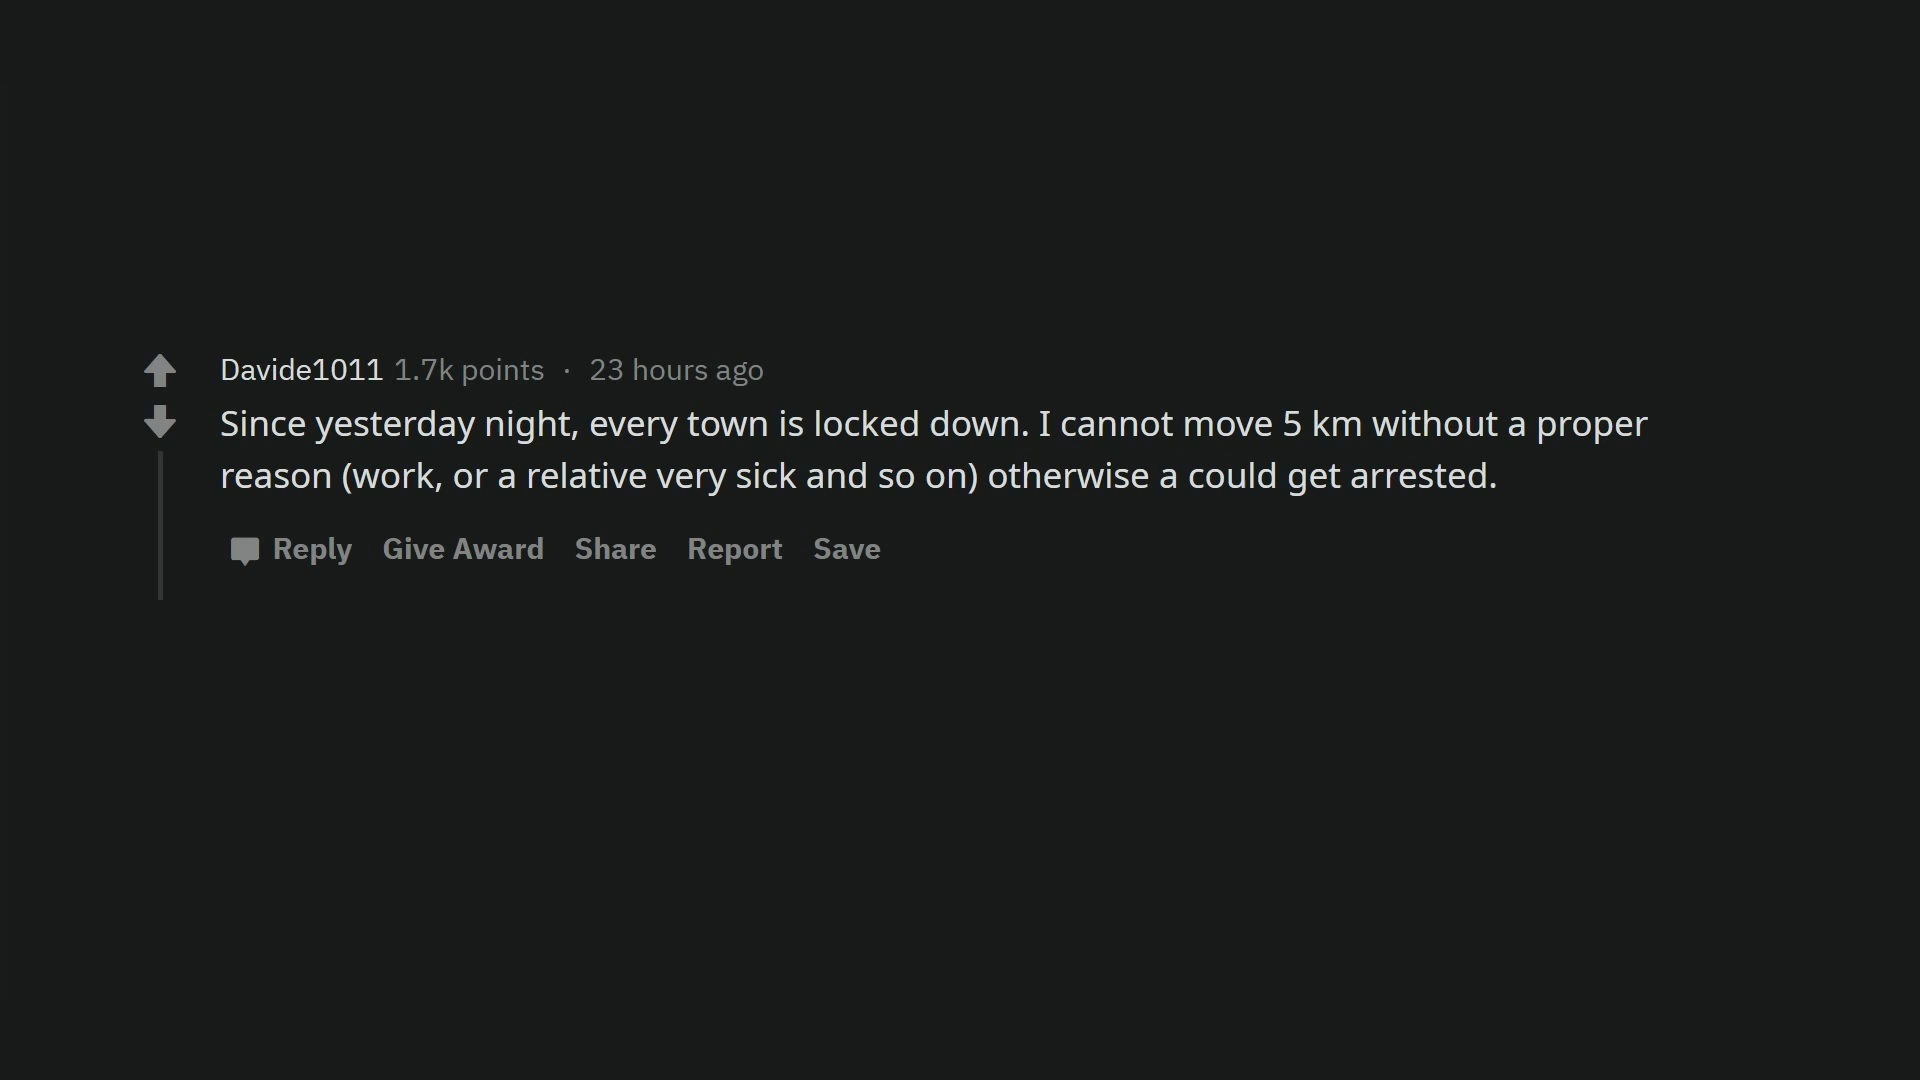 Davide1011 1.7k points · 23 hours ago
Since yesterday night, every town is locked down. I cannot move 5 km without a proper
reason (work, or a relative very sick and so on) otherwise a could get arrested.
Reply Give Award Share Report Save